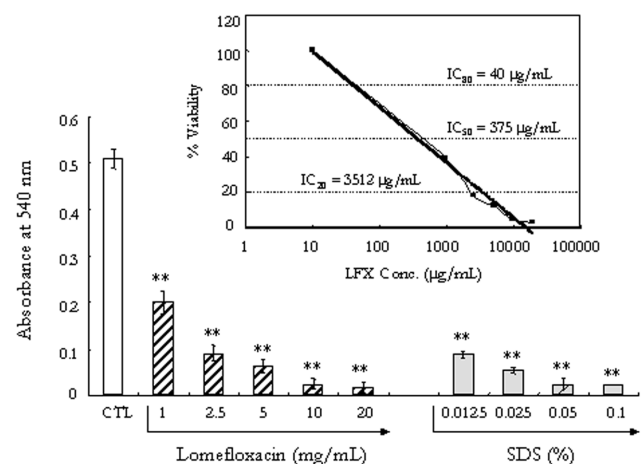 120
100
80
60
40
20
0
% Viability
IC80 = 40 µg/mL
IC50 = 375 µg/mL
IC20 = 3512 µg/mL
1 10 100 1000 10000 100000
LFX Conc. (µg/mL)
0.6
0.5
0.4
0.3
0.2
0.1
0
Absorbance at 540 nm
** ** ** ** ** ** ** ** **
CTL 1 2.5 5 10 20 0.0125 0.025 0.05 0.1
Lomefloxacin (mg/mL) SDS (%)